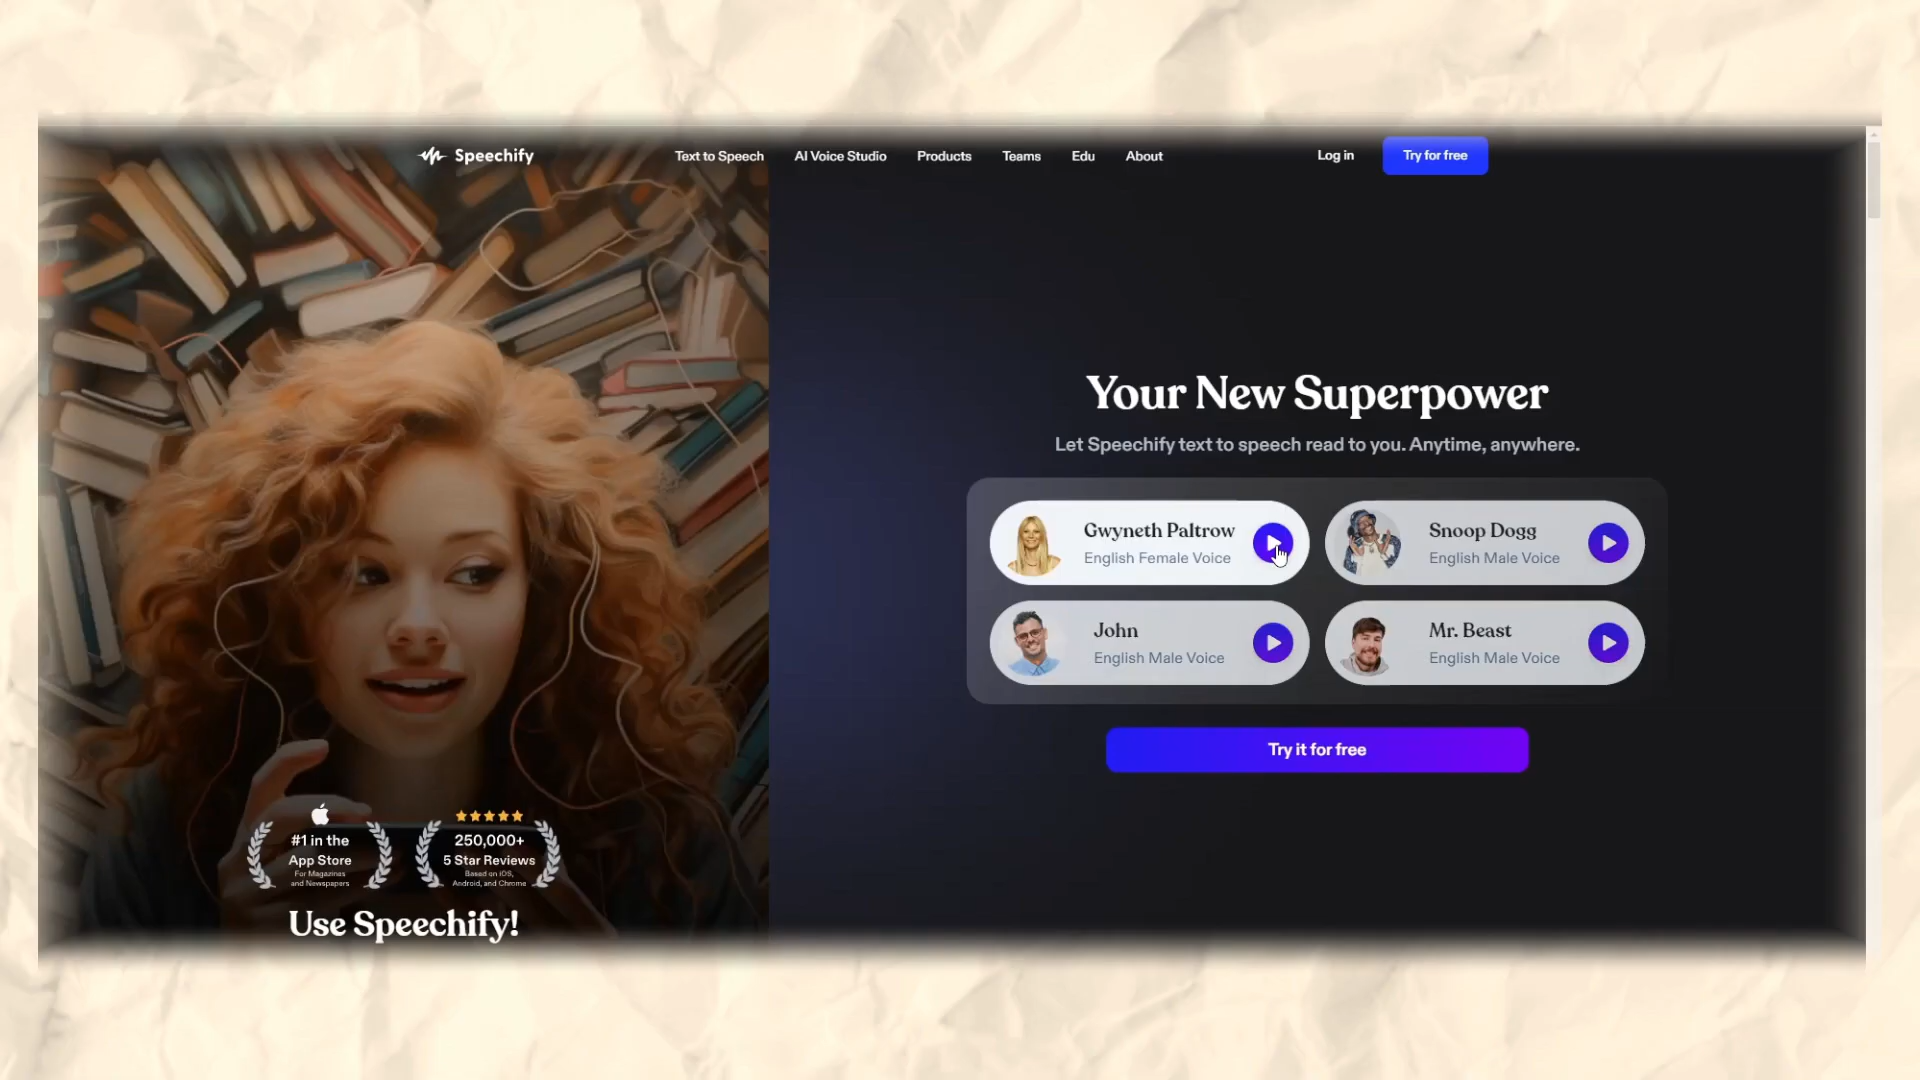 Speechify
Text to Speech
AI Voice Studio
Products
Teams
Edu
About
Log in
Try for free
Your New Superpower
Let Speechify text to speech read to you. Anytime, anywhere.
Gwyneth Paltrow
English Female Voice
Snoop Dogg
English Male Voice
John
English Male Voice
Mr. Beast
English Male Voice
Try it for free
#1 in the
App Store
For Magazines
and Newspapers
250,000+
5 Star Reviews
Based on iOS,
Android, and Chrome
Use Speechify!